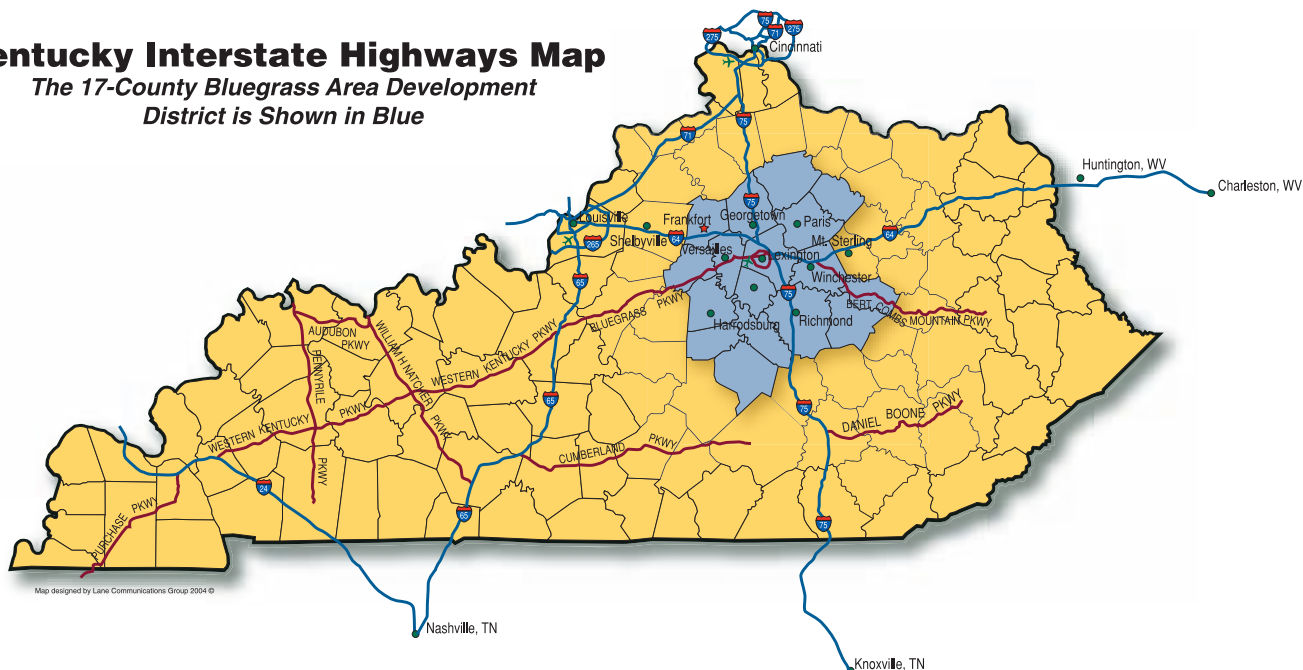 entucky Interstate Highways Map
The 17-County Bluegrass Area Development
District is Shown in Blue
75
275
71
275
Cincinnati
71
75
Huntington, WV
Charleston, WV
75
Louisville
Frankfort
Georgetown
Paris
265
Shelbyville
64
Mt. Sterling
64
Versailles
Lexington
Winchester
65
75
BLUEGRASS PKWY
BERT COMBS MOUNTAIN PKWY
Harrodsburg
Richmond
AUDUBON
PKWY
PENNYRILE PKWY
WILLIAM H NATCHER PKWY
WESTERN KENTUCKY PKWY
65
75
DANIEL BOONE PKWY
WESTERN KENTUCKY PKWY
CUMBERLAND PKWY
24
65
75
PURCHASE PKWY
Map designed by Lane Communications Group 2004 ©
Nashville, TN
Knoxville, TN